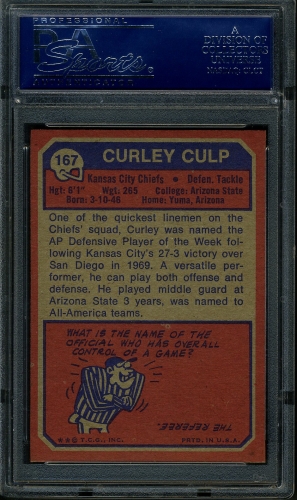 PROFESSIONAL
PSA
Sports
AUTHENTICATOR
A
DIVISION OF
COLLECTORS
UNIVERSE
167
CURLEY CULP
Kansas City Chiefs • Defen. Tackle
Hgt: 6'1" Wgt: 265 College: Arizona State
Born: 3-10-46 Home: Yuma, Arizona
One of the quickest linemen on the
Chiefs' squad, Curley was named the
AP Defensive Player of the Week fol-
lowing Kansas City's 27-3 victory over
San Diego in 1969. A versatile per-
former, he can play both offense and
defense. He played middle guard at
Arizona State 3 years, was named to
All-America teams.
WHAT IS THE NAME OF THE
OFFICIAL WHO HAS OVERALL
CONTROL OF A GAME?
THE REFEREE.
© T.C.G., INC. PRTD. IN U.S.A.